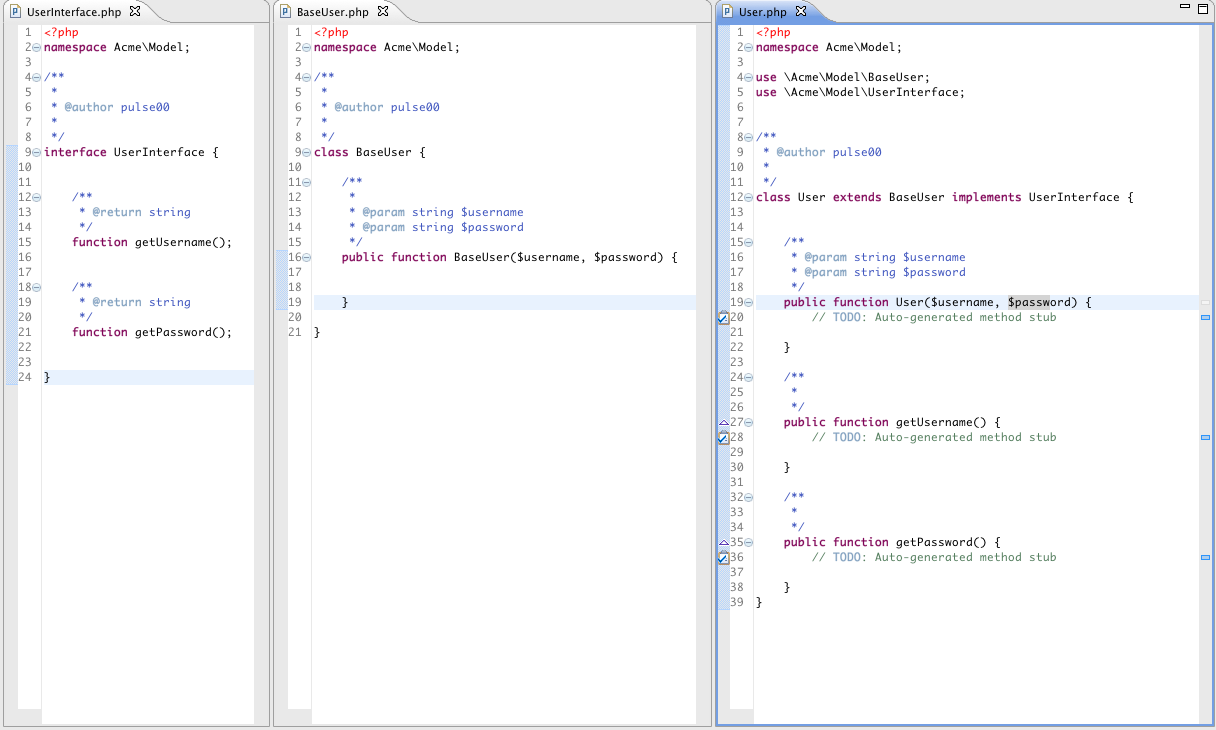 UserInterface.php
1 <?php
2 namespace Acme\Model;
3
4 /**
5  *
6  * @author pulse00
7  *
8  */
9 interface UserInterface {
10
11
12     /**
13      * @return string
14      */
15     function getUsername();
16
17
18     /**
19      * @return string
20      */
21     function getPassword();
22
23
24 }
BaseUser.php
1 <?php
2 namespace Acme\Model;
3
4 /**
5  *
6  * @author pulse00
7  *
8  */
9 class BaseUser {
10
11     /**
12      *
13      * @param string $username
14      * @param string $password
15      */
16     public function BaseUser($username, $password) {
17
18
19     }
20
21 }
User.php
1 <?php
2 namespace Acme\Model;
3
4 use \Acme\Model\BaseUser;
5 use \Acme\Model\UserInterface;
6
7
8 /**
9  * @author pulse00
10  *
11  */
12 class User extends BaseUser implements UserInterface {
13
14
15     /**
16      * @param string $username
17      * @param string $password
18      */
19     public function User($username, $password) {
20         // TODO: Auto-generated method stub
21
22     }
23
24     /**
25      *
26      */
27     public function getUsername() {
28         // TODO: Auto-generated method stub
29
30     }
31
32     /**
33      *
34      */
35     public function getPassword() {
36         // TODO: Auto-generated method stub
37
38     }
39 }